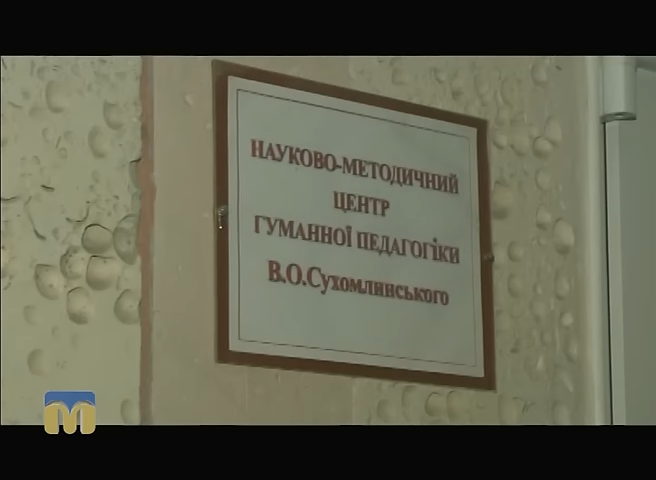 НАУКОВО-МЕТОДИЧНИЙ
ЦЕНТР
ГУМАННОЇ ПЕДАГОГІКИ
В.О.Сухомлинського